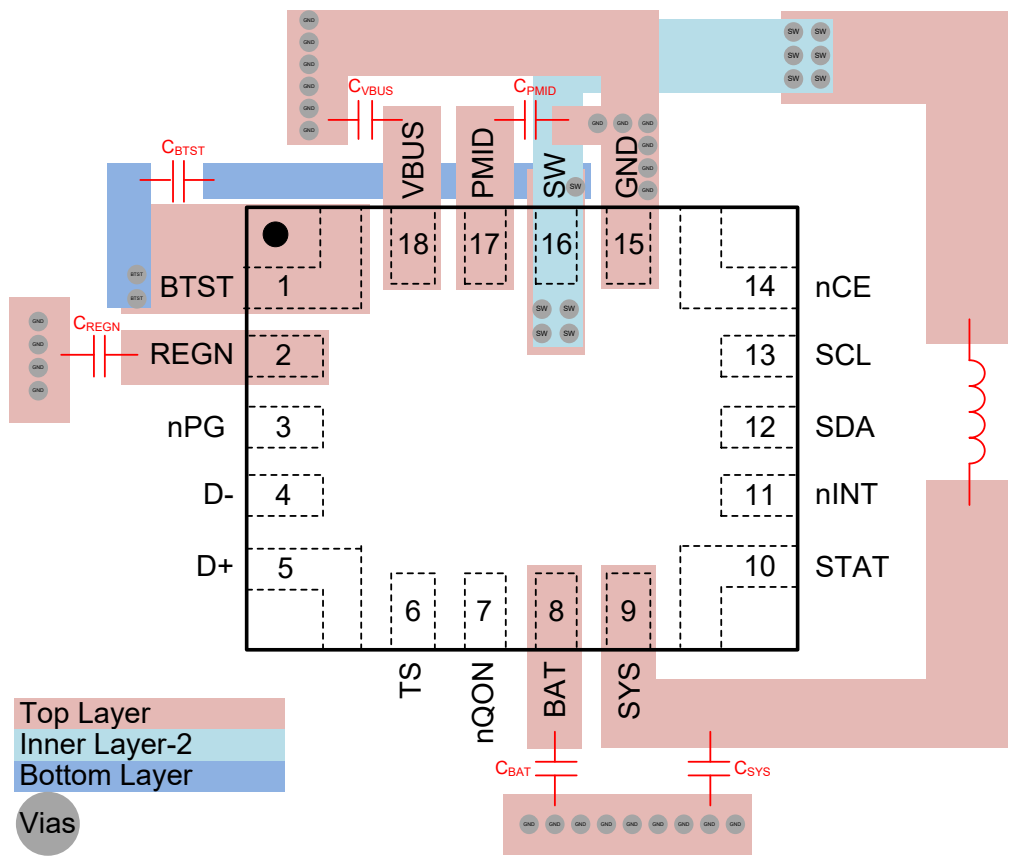 GND
GND
GND
GND
GND
GND
SW SW
SW SW
SW SW
CVBUS
CPMID
GND GND GND
GND
GND
GND
CBTST
VBUS
PMID
SW
GND
SW
18
17
16
15
BTST
BTST
BTST
1
14
nCE
SW SW
SW SW
GND
GND
GND
GND
CREGN
REGN
2
13
SCL
nPG
3
12
SDA
D-
4
11
nINT
D+
5
10
STAT
6
7
8
9
TS
nQON
BAT
SYS
Top Layer
Inner Layer-2
Bottom Layer
Vias
CBAT
CSYS
GND GND GND GND GND GND GND GND GND